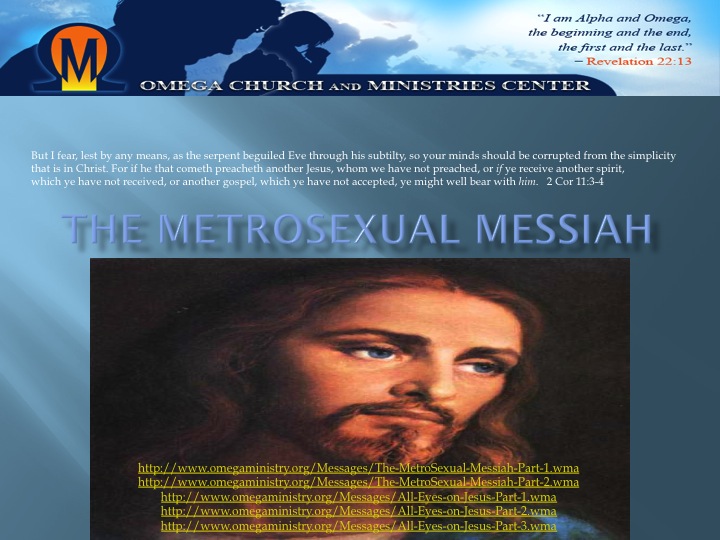 “I am Alpha and Omega,
the beginning and the end,
the first and the last.”
– Revelation 22:13
Ω
M
OMEGA CHURCH AND MINISTRIES CENTER
But I fear, lest by any means, as the serpent beguiled Eve through his subtilty, so your minds should be corrupted from the simplicity
that is in Christ. For if he that cometh preacheth another Jesus, whom we have not preached, or if ye receive another spirit,
which ye have not received, or another gospel, which ye have not accepted, ye might well bear with him. 2 Cor 11:3-4
THE METROSEXUAL MESSIAH
http://www.omegaministry.org/Messages/The-MetroSexual-Messiah-Part-1.wma
http://www.omegaministry.org/Messages/The-MetroSexual-Messiah-Part-2.wma
http://www.omegaministry.org/Messages/All-Eyes-on-Jesus-Part-1.wma
http://www.omegaministry.org/Messages/All-Eyes-on-Jesus-Part-2.wma
http://www.omegaministry.org/Messages/All-Eyes-on-Jesus-Part-3.wma